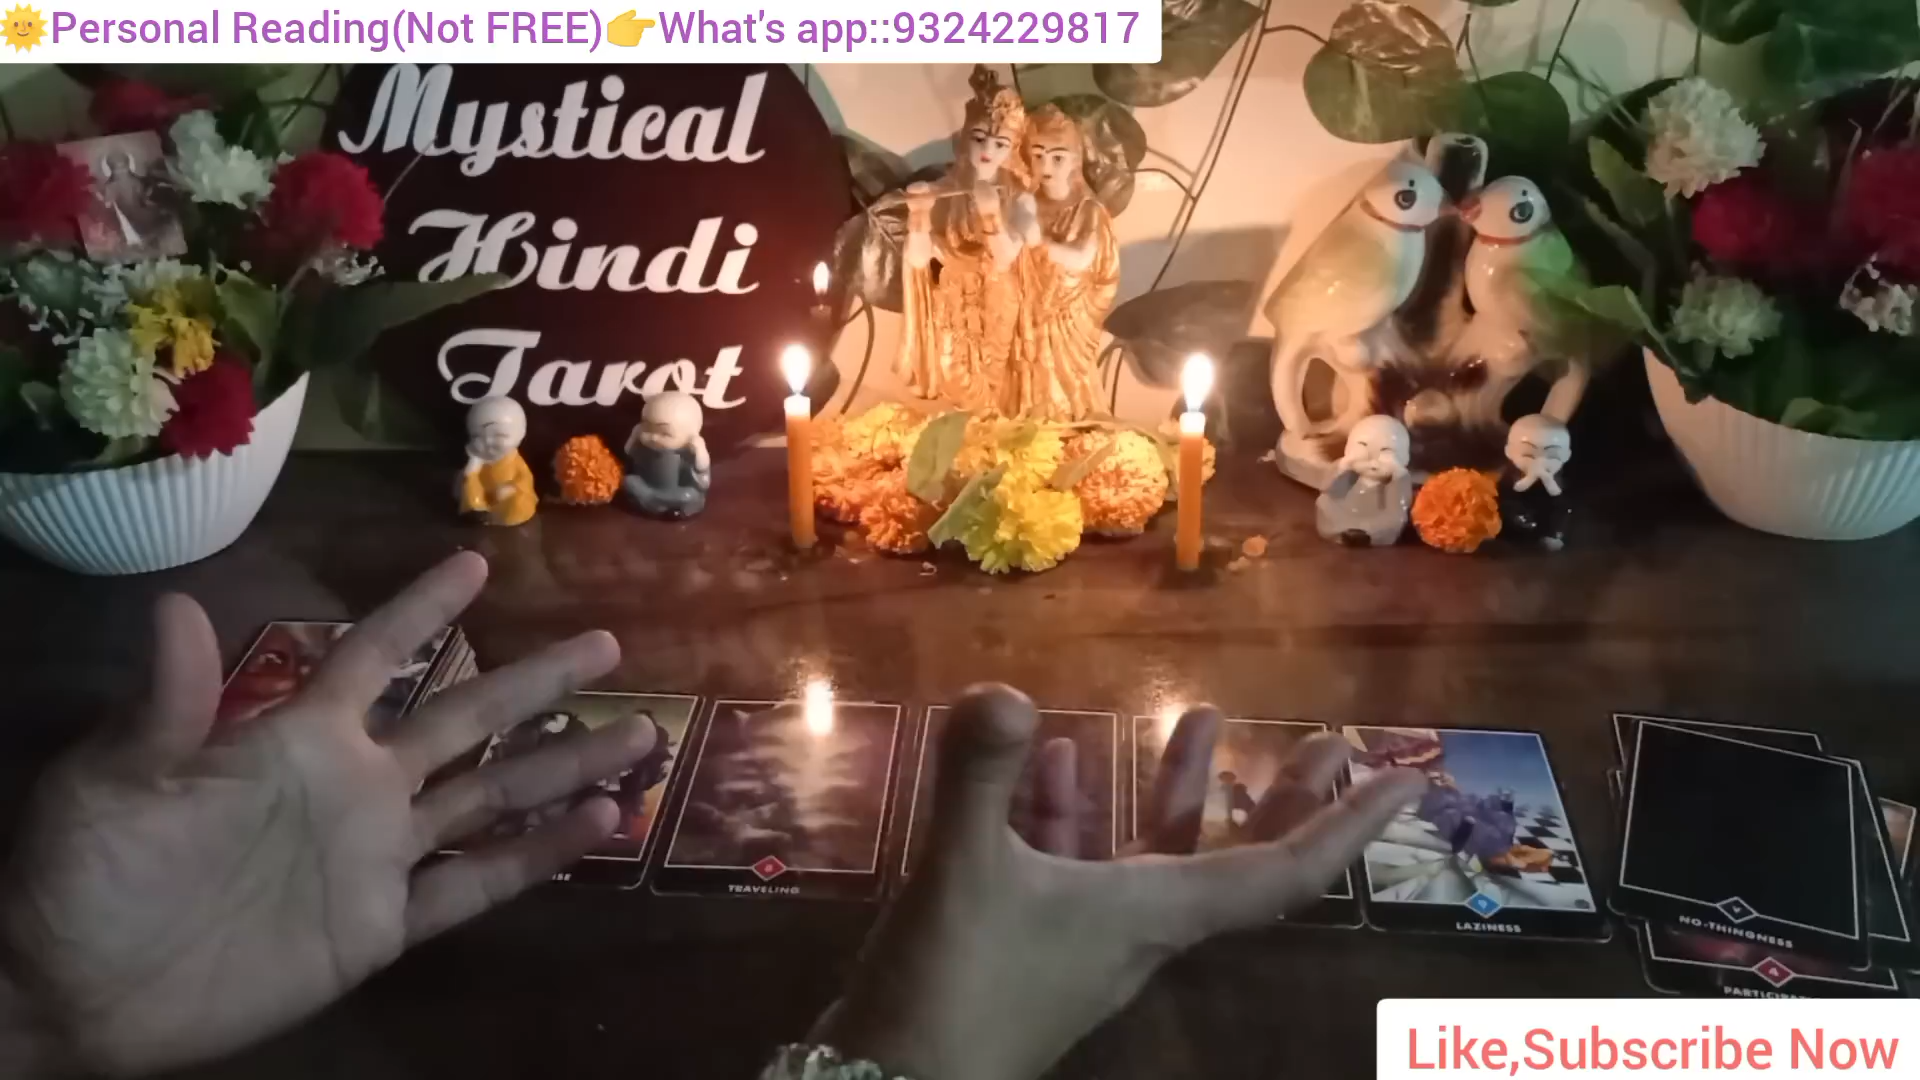 🌞Personal Reading(Not FREE)👉What's app::9324229817
Mystical
Hindi
Tarot
TRAVELING
LAZINESS
NO-THINGNESS
Like,Subscribe Now